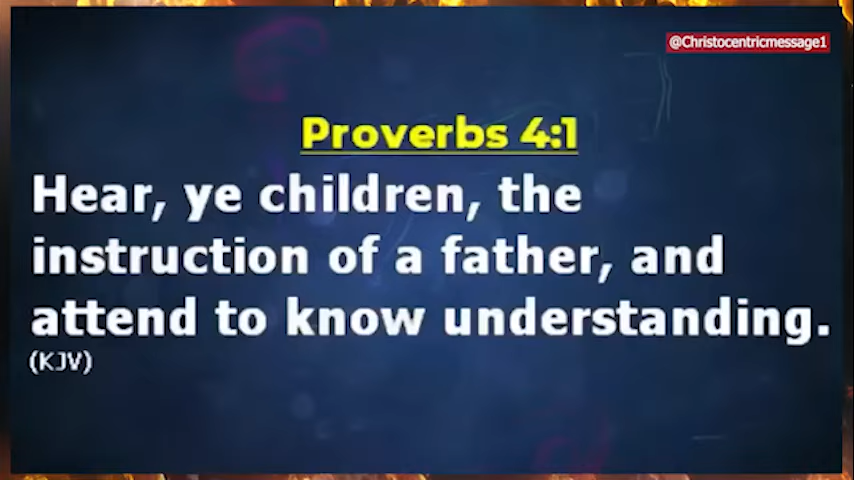 @Christocentricmessage1
Proverbs 4:1
Hear, ye children, the
instruction of a father, and
attend to know understanding.
(KJV)